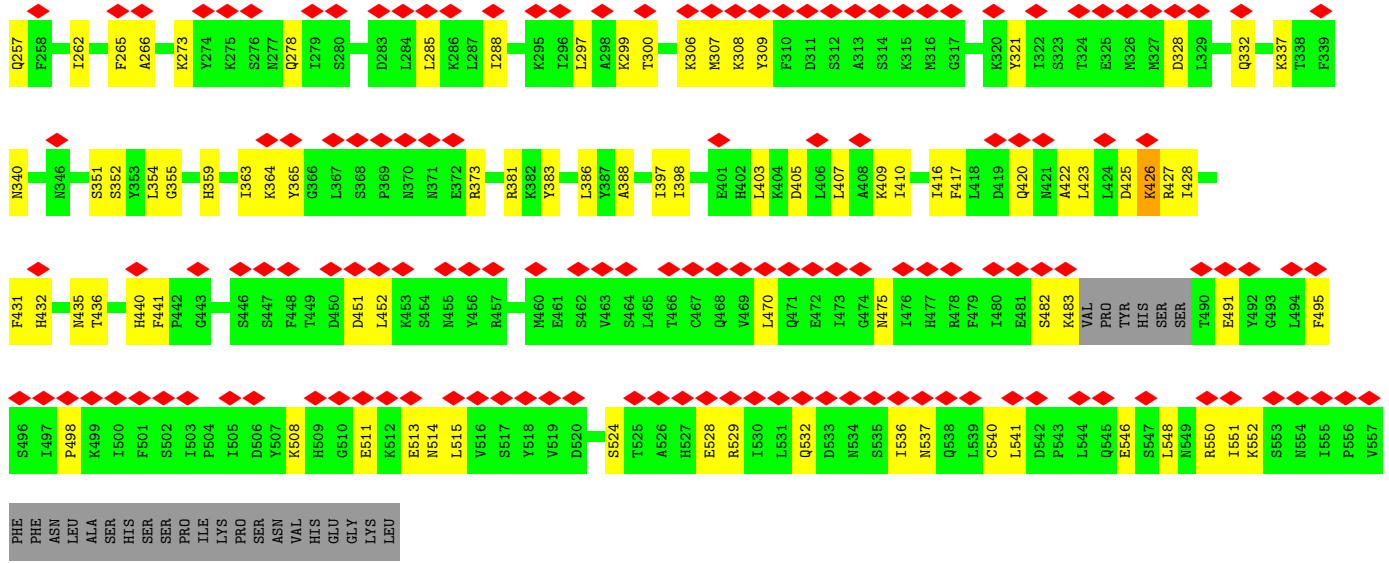 Q257 F258 I262 F265 A266 K273 Y274 K275 S276 N277 Q278 I279 S280 D283 L284 L285 K286 L287 I288 K295 I296 L297 A298 K299 T300 K306 M307 K308 Y309 F310 D311 S312 A313 S314 K315 M316 G317 K320 Y321 I322 S323 T324 E325 M326 M327 D328 L329 Q332 K337 T338 F339
N340 N346 S351 S352 Y353 L354 G355 H359 I363 K364 Y365 G366 L367 S368 P369 N370 N371 E372 R373 R381 K382 Y383 L386 Y387 A388 I397 I398 E401 H402 L403 K404 D405 L406 L407 A408 K409 I410 I416 F417 L418 D419 Q420 N421 A422 L423 L424 D425 K426 R427 I428
F431 H432 N435 T436 H440 F441 P442 G443 S446 S447 F448 T449 D450 D451 L452 K453 S454 N455 Y456 R457 M460 E461 S462 V463 S464 L465 T466 C467 Q468 V469 L470 Q471 E472 I473 G474 N475 I476 H477 R478 F479 I480 E481 S482 K483 VAL PRO TYR HIS SER SER T490 E491 Y492 G493 L494 F495
S496 I497 P498 K499 I500 F501 S502 I503 P504 I505 D506 Y507 K508 H509 G510 E511 K512 E513 N514 L515 V516 S517 Y518 V519 D520 S524 T525 A526 H527 E528 R529 I530 L531 Q532 D533 N534 S535 I536 N537 Q538 L539 C540 L541 D542 P543 L544 Q545 E546 S547 L548 N549 R550 I551 K552 S553 N554 I555 P556 V557
PHE PHE ASN LEU ALA SER HIS SER SER PRO ILE LYS PRO SER ASN VAL HIS GLU GLY LYS LEU